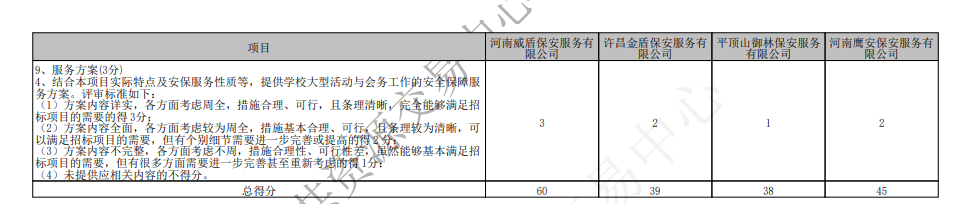 项目
河南威盾保安服务有
限公司
许昌金盾保安服务有
限公司
平顶山御林保安服务
有限公司
河南鹰安保安服务有
限公司
9、服务方案(3分)
4、结合本项目实际特点及安保服务性质等，提供学校大型活动与会务工作的安全保障服
务方案。评审标准如下：
（1）方案内容详实，各方面考虑周全，措施合理、可行，且条理清晰，完全能够满足招
标项目的需要的得3分；
（2）方案内容全面，各方面考虑较为周全，措施基本合理、可行，且条理较为清晰，可
以满足招标项目的需要，但有个别细节需要进一步完善或提高的得2分；
（3）方案内容不完整，各方面考虑不周，措施合理性、可行性差，虽然能够基本满足招
标项目的需要，但有很多方面需要进一步完善甚至重新考虑的得1分；
（4）未提供应相关内容的不得分。
3
2
1
2
总得分
60
39
38
45
共资源交易中心
易中心